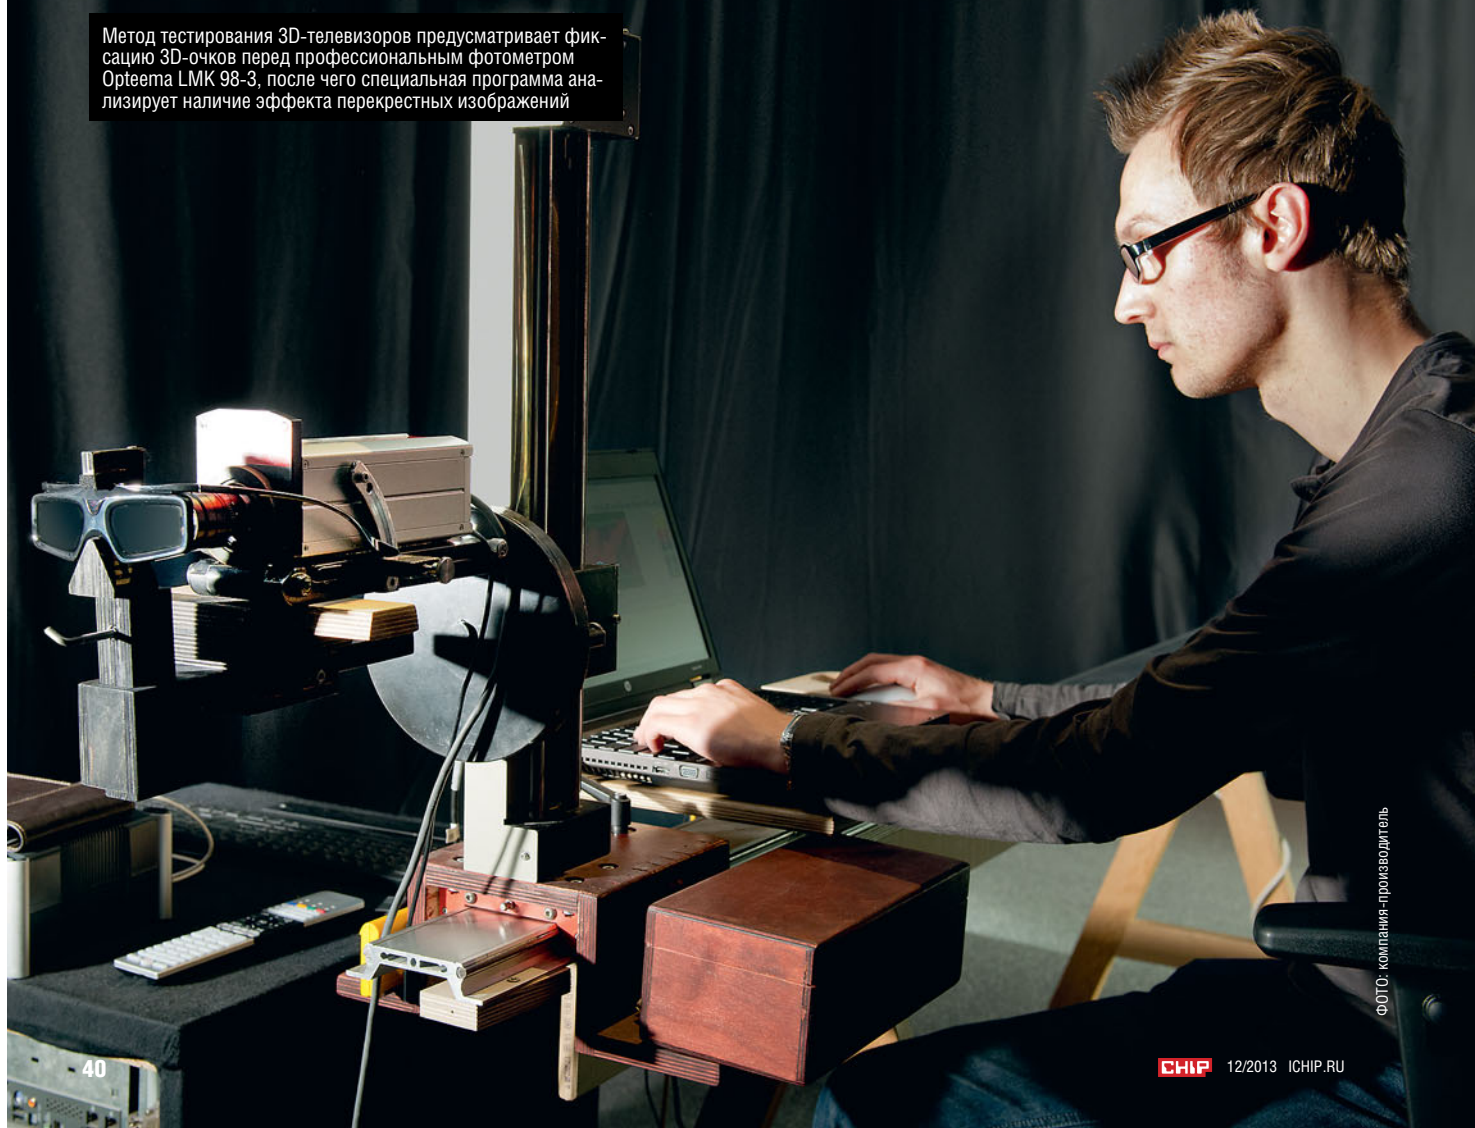 Метод тестирования 3D-телевизоров предусматривает фик-
сацию 3D-очков перед профессиональным фотометром
Opteema LMK 98-3, после чего специальная программа ана-
лизирует наличие эффекта перекрестных изображений
ФОТО: компания-производитель
40
CHIP 12/2013 ICHIP.RU